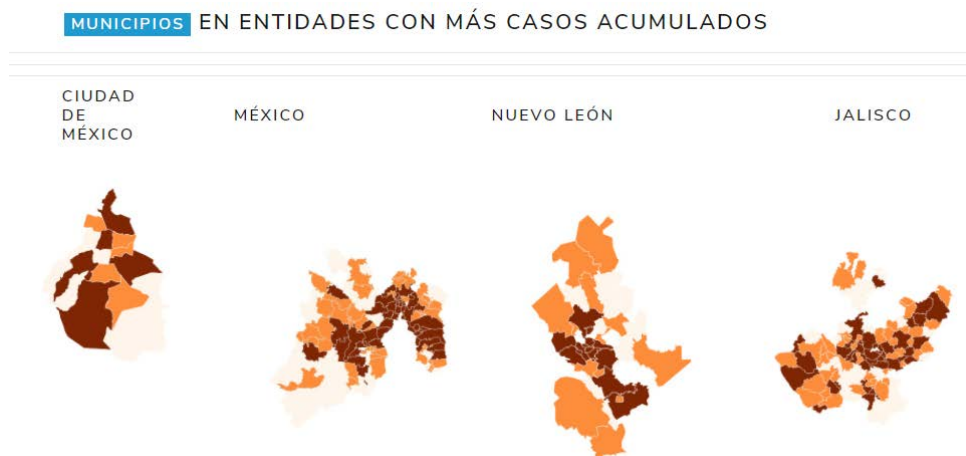 MUNICIPIOS EN ENTIDADES CON MÁS CASOS ACUMULADOS
CIUDAD
DE
MÉXICO
MÉXICO
NUEVO LEÓN
JALISCO